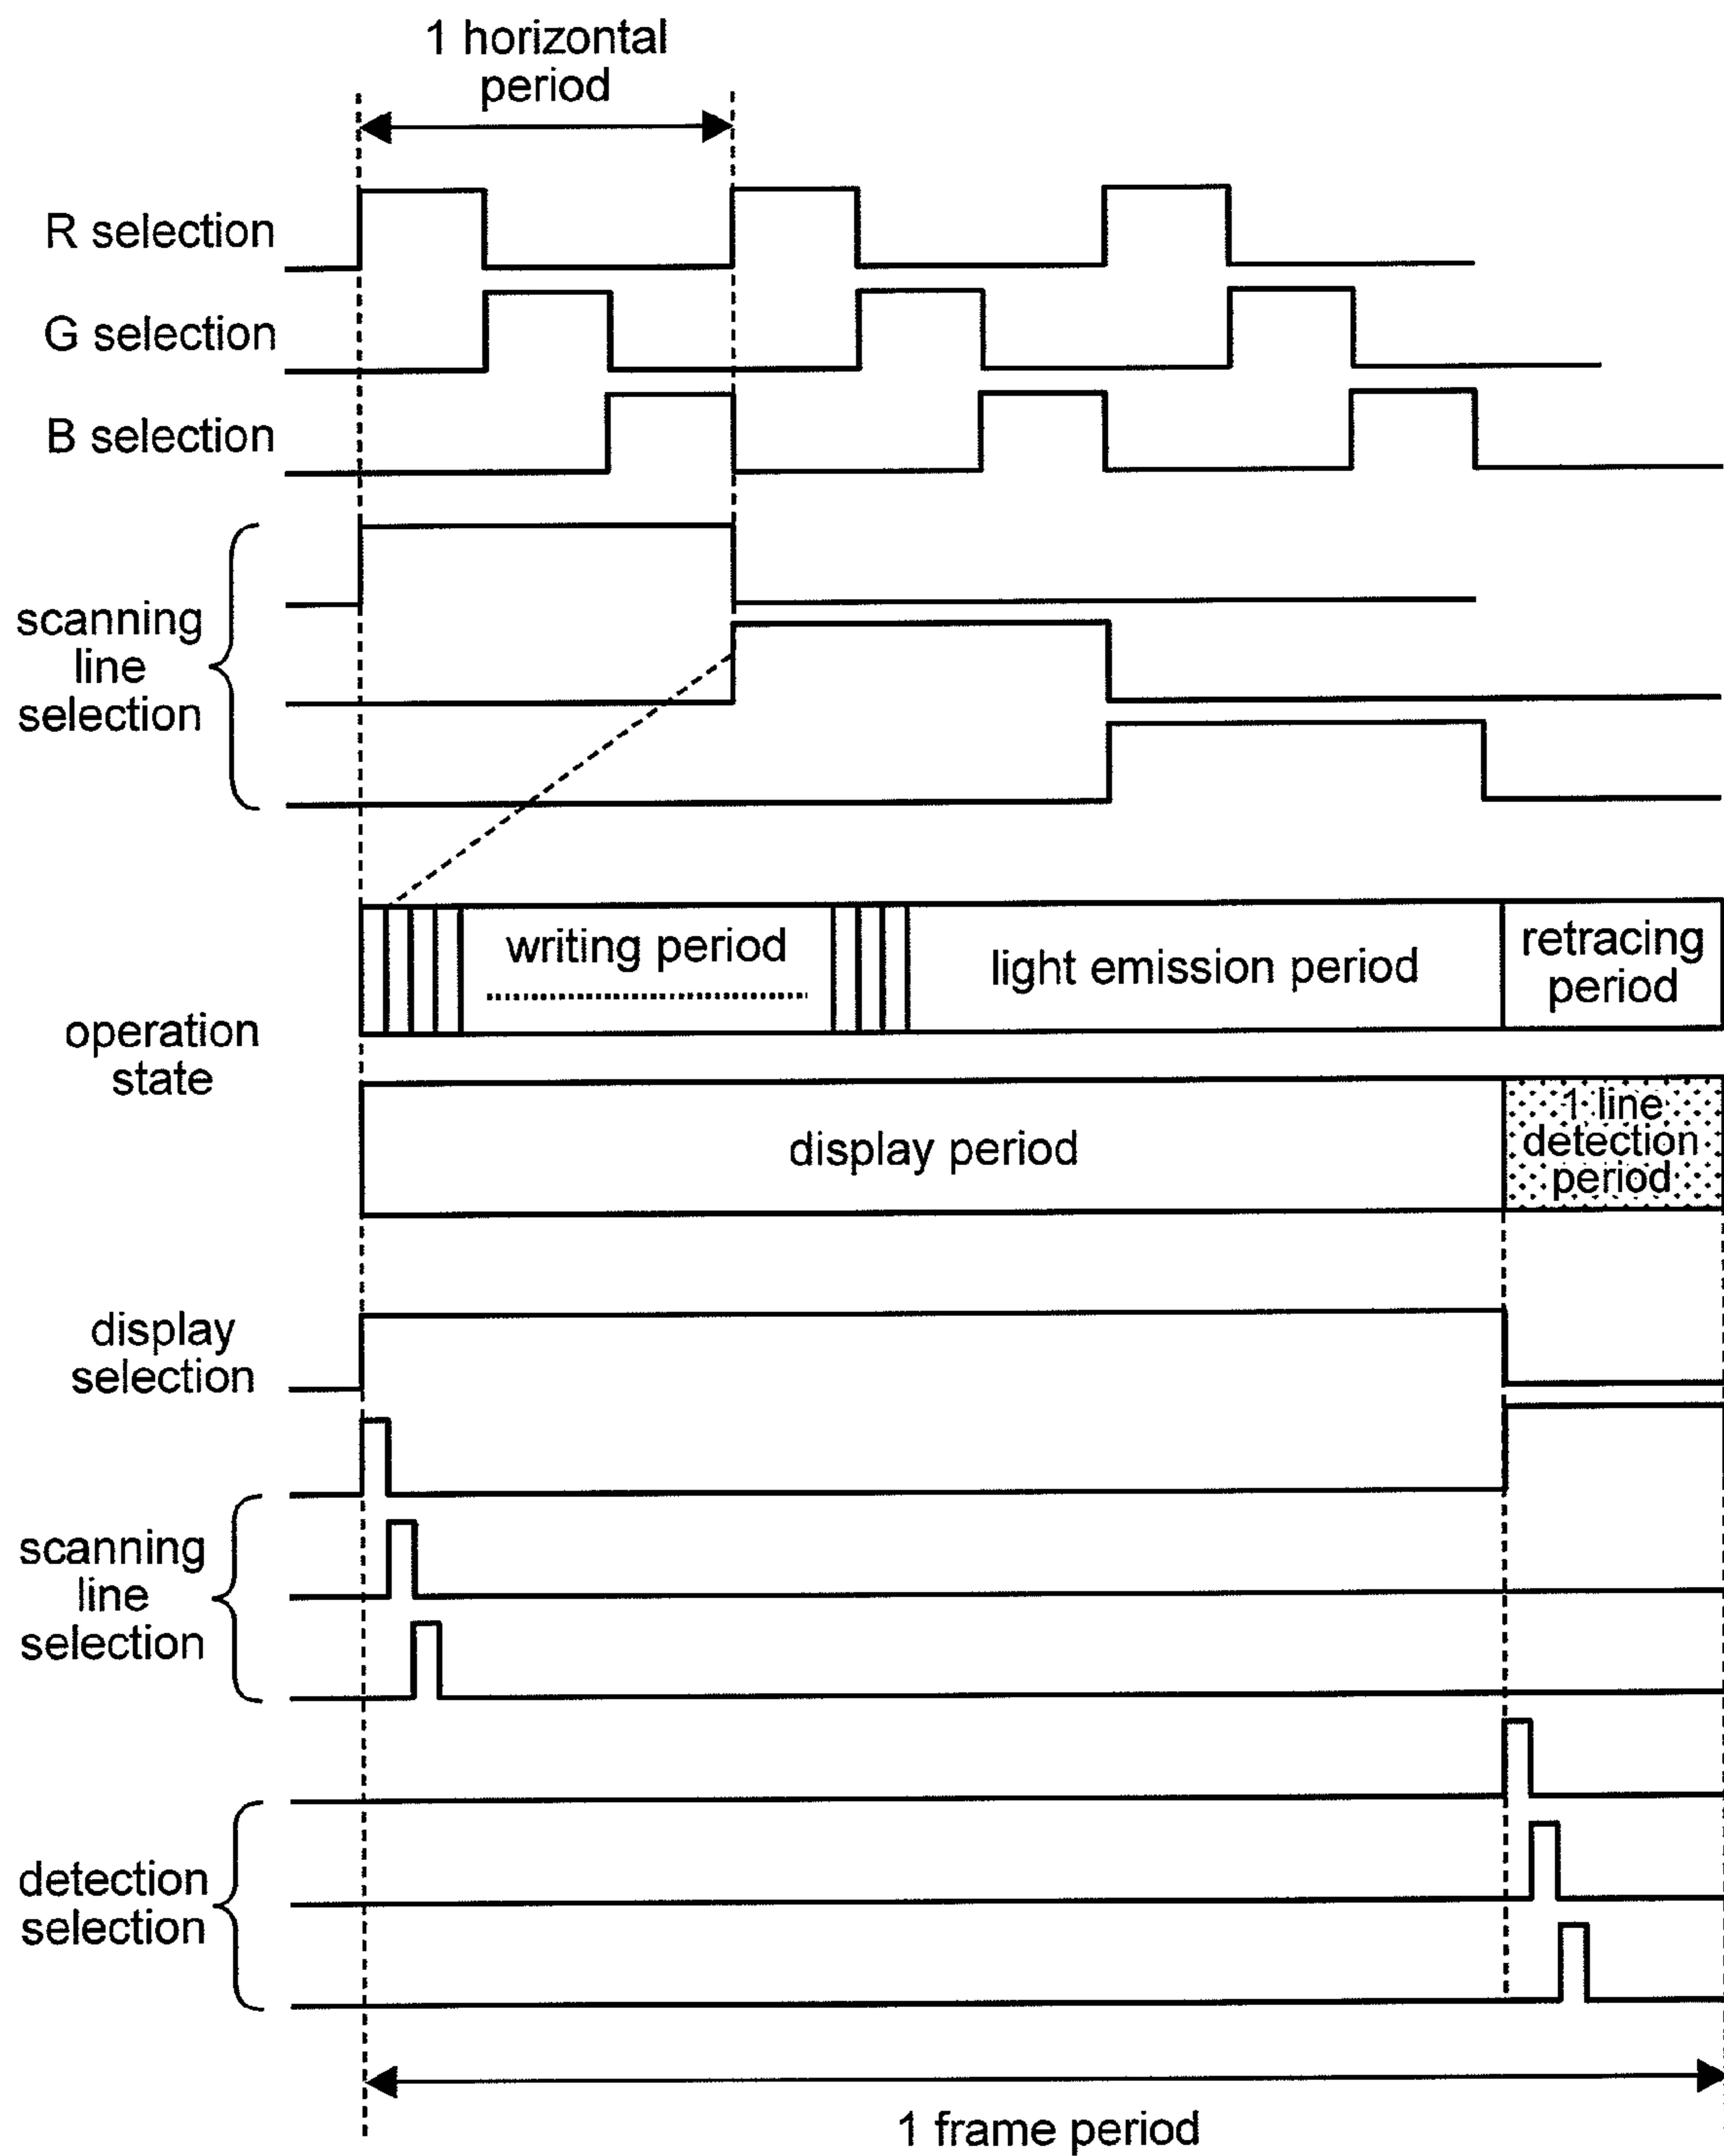 1 horizontal
period
R selection
G selection
B selection
scanning
line
selection
writing period
light emission period
retracing
period
operation
state
display period
1 line
detection
period
display
selection
scanning
line
selection
detection
selection
1 frame period